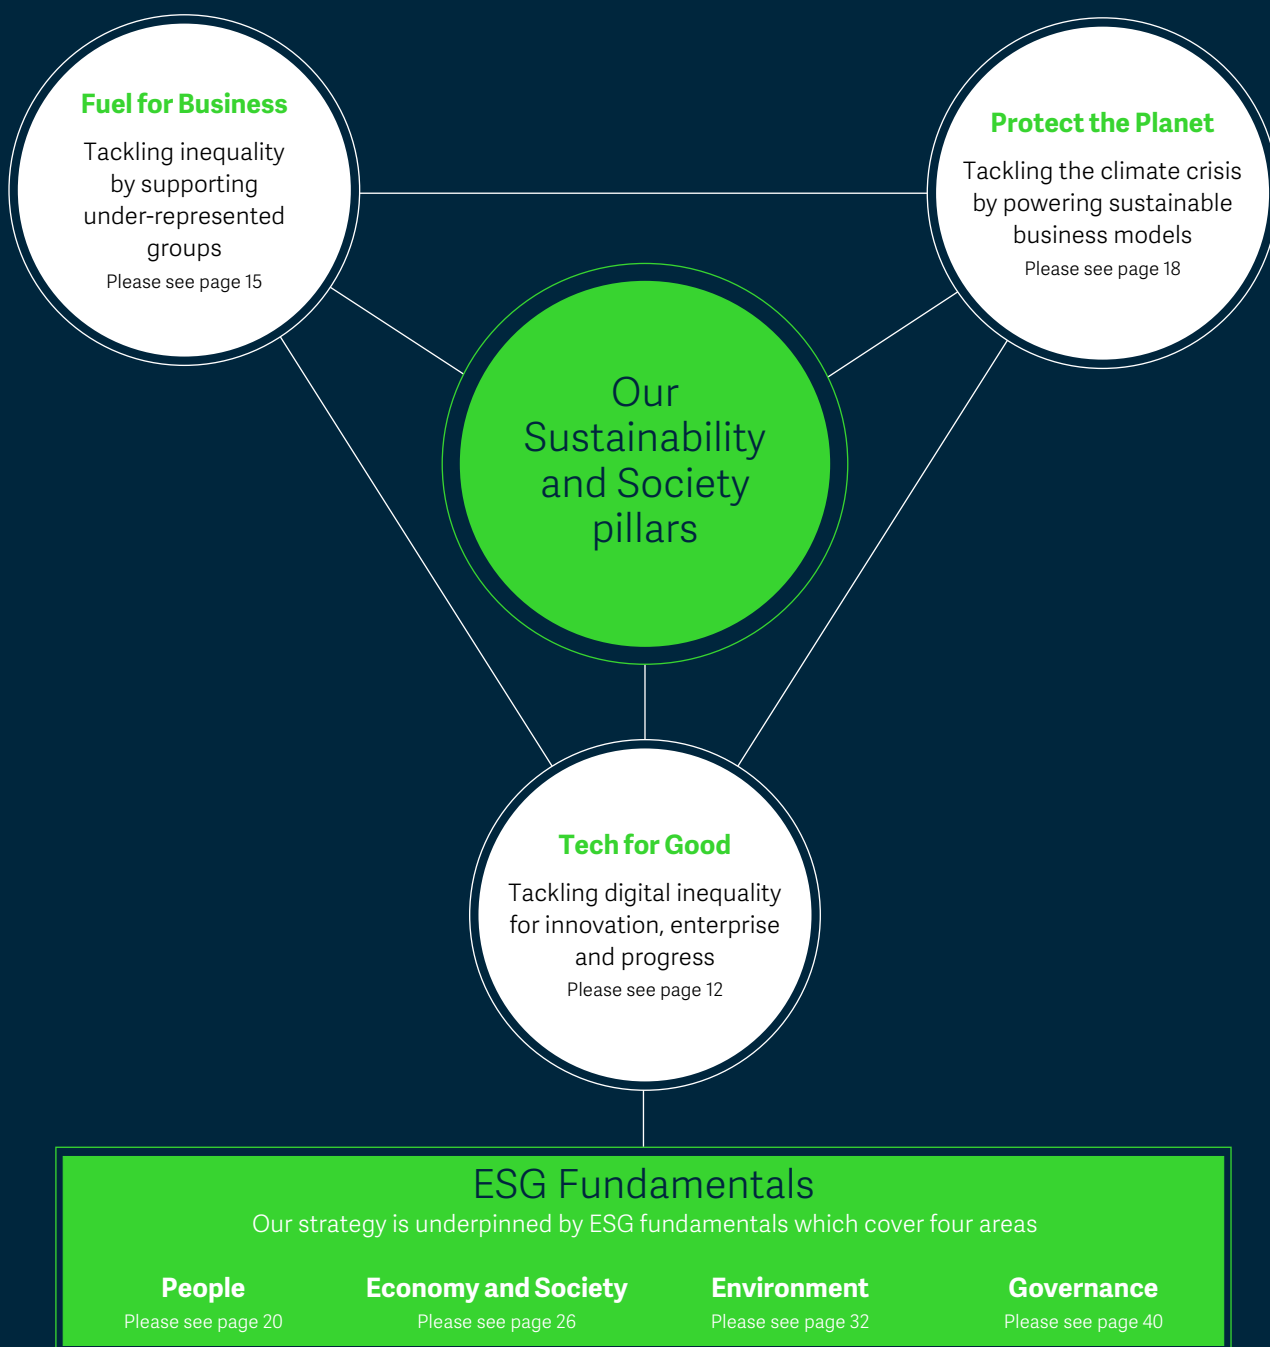 Fuel for Business
Tackling inequality
by supporting
under-represented
groups
Please see page 15
Protect the Planet
Tackling the climate crisis
by powering sustainable
business models
Please see page 18
Our
Sustainability
and Society
pillars
Tech for Good
Tackling digital inequality
for innovation, enterprise
and progress
Please see page 12
ESG Fundamentals
Our strategy is underpinned by ESG fundamentals which cover four areas
People
Please see page 20
Economy and Society
Please see page 26
Environment
Please see page 32
Governance
Please see page 40